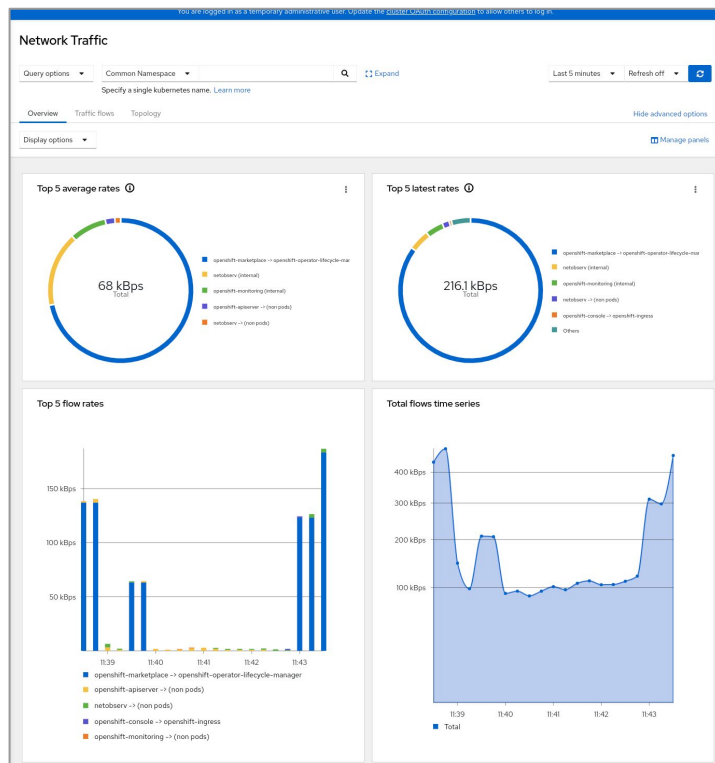 You are logged in as a temporary administrative user. Update the cluster OAuth configuration to allow others to log in.
Network Traffic
Query options Common Namespace Expand Last 5 minutes Refresh off
Specify a single kubernetes name. Learn more
Overview Traffic flows Topology Hide advanced options
Display options Manage panels
Top 5 average rates
68 kBps
Total
openshift-marketplace -> openshift-operator-lifecycle-mar
netobserv (internal)
openshift-monitoring (internal)
openshift-apiserver -> (non pods)
netobserv -> (non pods)
Top 5 latest rates
216.1 kBps
Total
openshift-marketplace -> openshift-operator-lifecycle-mar
netobserv (internal)
openshift-monitoring (internal)
netobserv -> (non pods)
openshift-console -> openshift-ingress
Others
Top 5 flow rates
150 kBps
100 kBps
50 kBps
11:39 11:40 11:41 11:42 11:43
openshift-marketplace -> openshift-operator-lifecycle-manager
openshift-apiserver -> (non pods)
netobserv -> (non pods)
openshift-console -> openshift-ingress
openshift-monitoring -> (non pods)
Total flows time series
400 kBps
300 kBps
200 kBps
100 kBps
11:39 11:40 11:41 11:42 11:43
Total